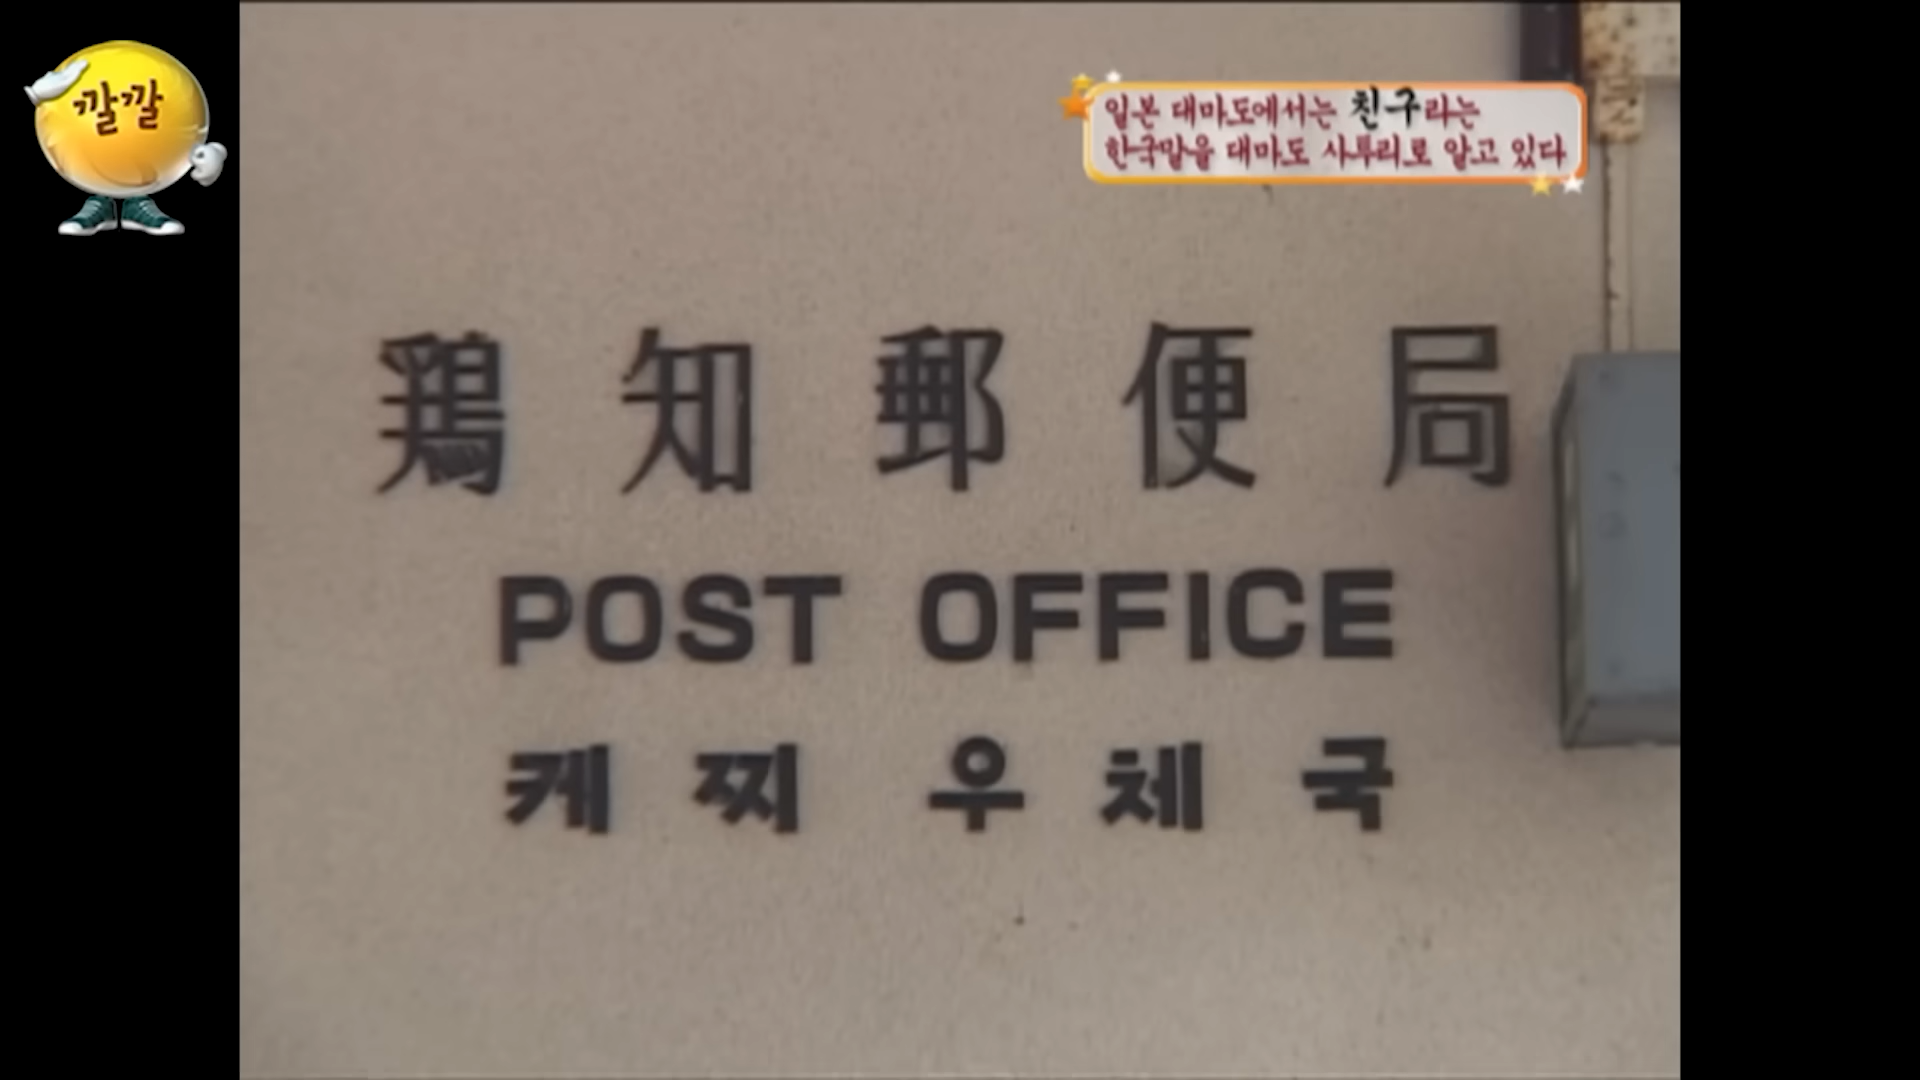 깔깔
일본 대마도에서는 친구라는
한국말을 대마도 사투리로 알고 있다
鶏知郵便局
POST OFFICE
케찌 우체국